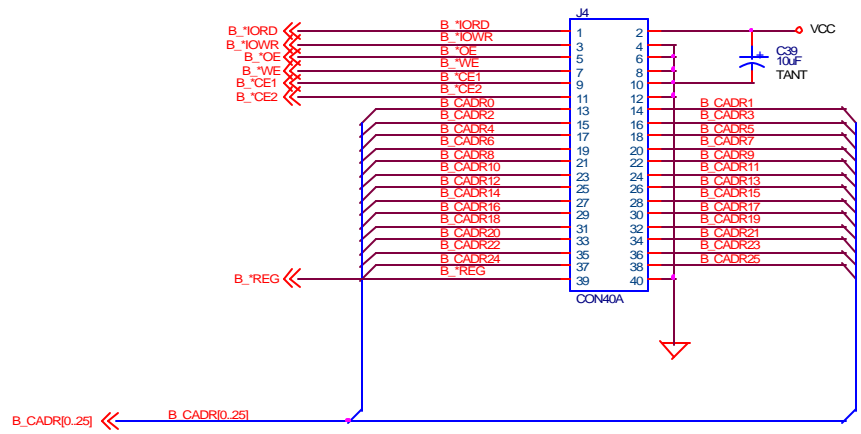 J4
B_*IORD B_*IORD 1 2 VCC
B_*IOWR B_*IOWR 3 4
B_*OE B_*OE 5 6 C39
B_*WE B_*WE 7 8 10uF
B_*CE1 B_*CE1 9 10 TANT
B_*CE2 B_*CE2 11 12
B_CADR0 13 14 B_CADR1
B_CADR2 15 16 B_CADR3
B_CADR4 17 18 B_CADR5
B_CADR6 19 20 B_CADR7
B_CADR8 21 22 B_CADR9
B_CADR10 23 24 B_CADR11
B_CADR12 25 26 B_CADR13
B_CADR14 27 28 B_CADR15
B_CADR16 29 30 B_CADR17
B_CADR18 31 32 B_CADR19
B_CADR20 33 34 B_CADR21
B_CADR22 35 36 B_CADR23
B_CADR24 37 38 B_CADR25
B_*REG B_*REG 39 40
CON40A
B_CADR[0..25] B_CADR[0..25]